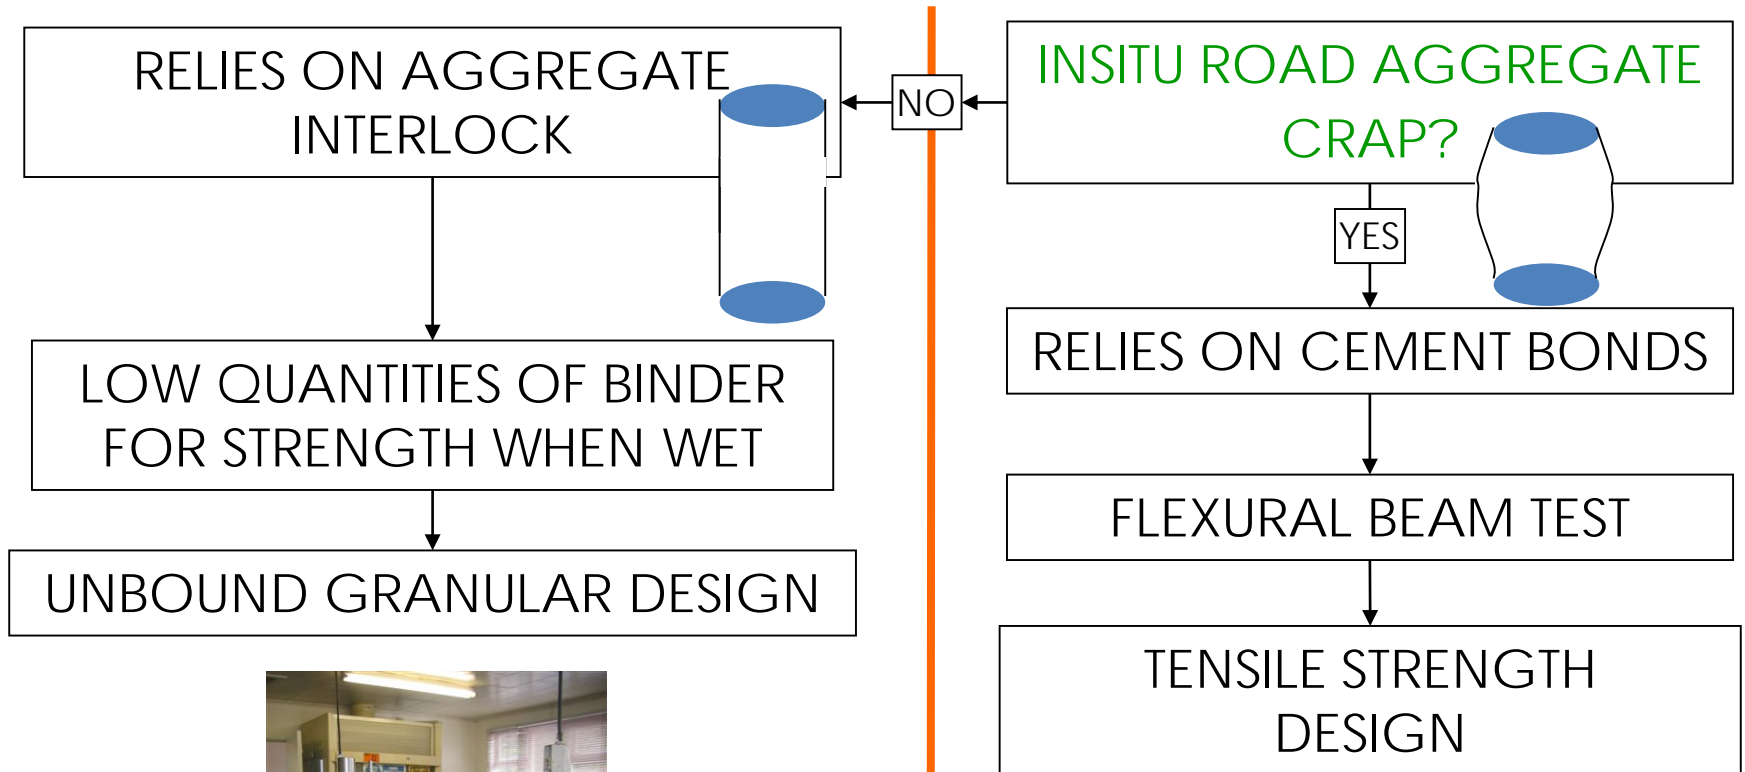 RELIES ON AGGREGATE
INTERLOCK
NO
INSITU ROAD AGGREGATE
CRAP?
YES
LOW QUANTITIES OF BINDER
FOR STRENGTH WHEN WET
UNBOUND GRANULAR DESIGN
RELIES ON CEMENT BONDS
FLEXURAL BEAM TEST
TENSILE STRENGTH
DESIGN